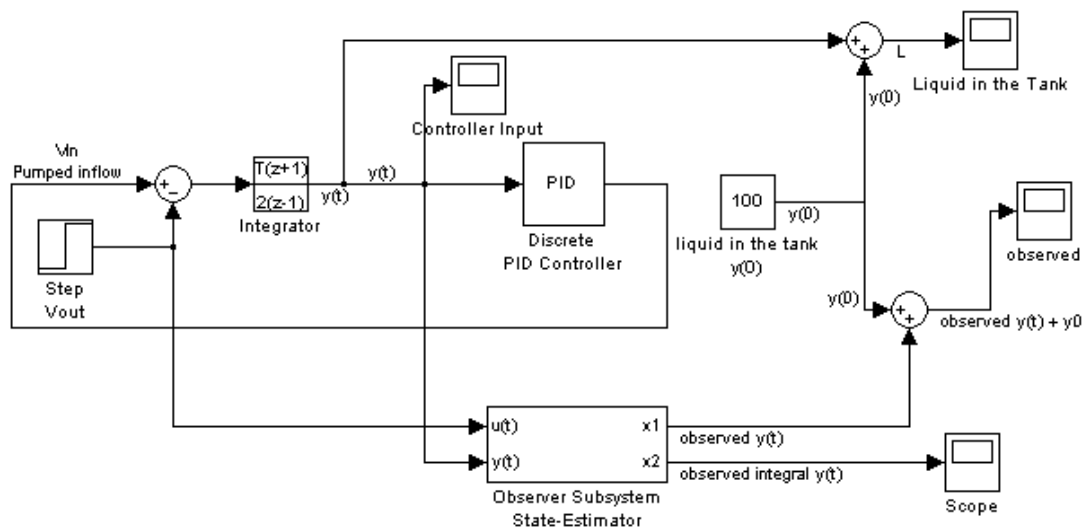 +
+
L
Liquid in the Tank
y(0)
Controller Input
Vin
Pumped inflow
+
−
T(z+1)
2(z-1)
Integrator
y(t)
y(t)
PID
Discrete
PID Controller
100
y(0)
liquid in the tank
y(0)
observed
Step
Vout
y(0)
+
+
observed y(t) + y0
u(t)
y(t)
x1
x2
observed y(t)
observed integral y(t)
Observer Subsystem
State-Estimator
Scope